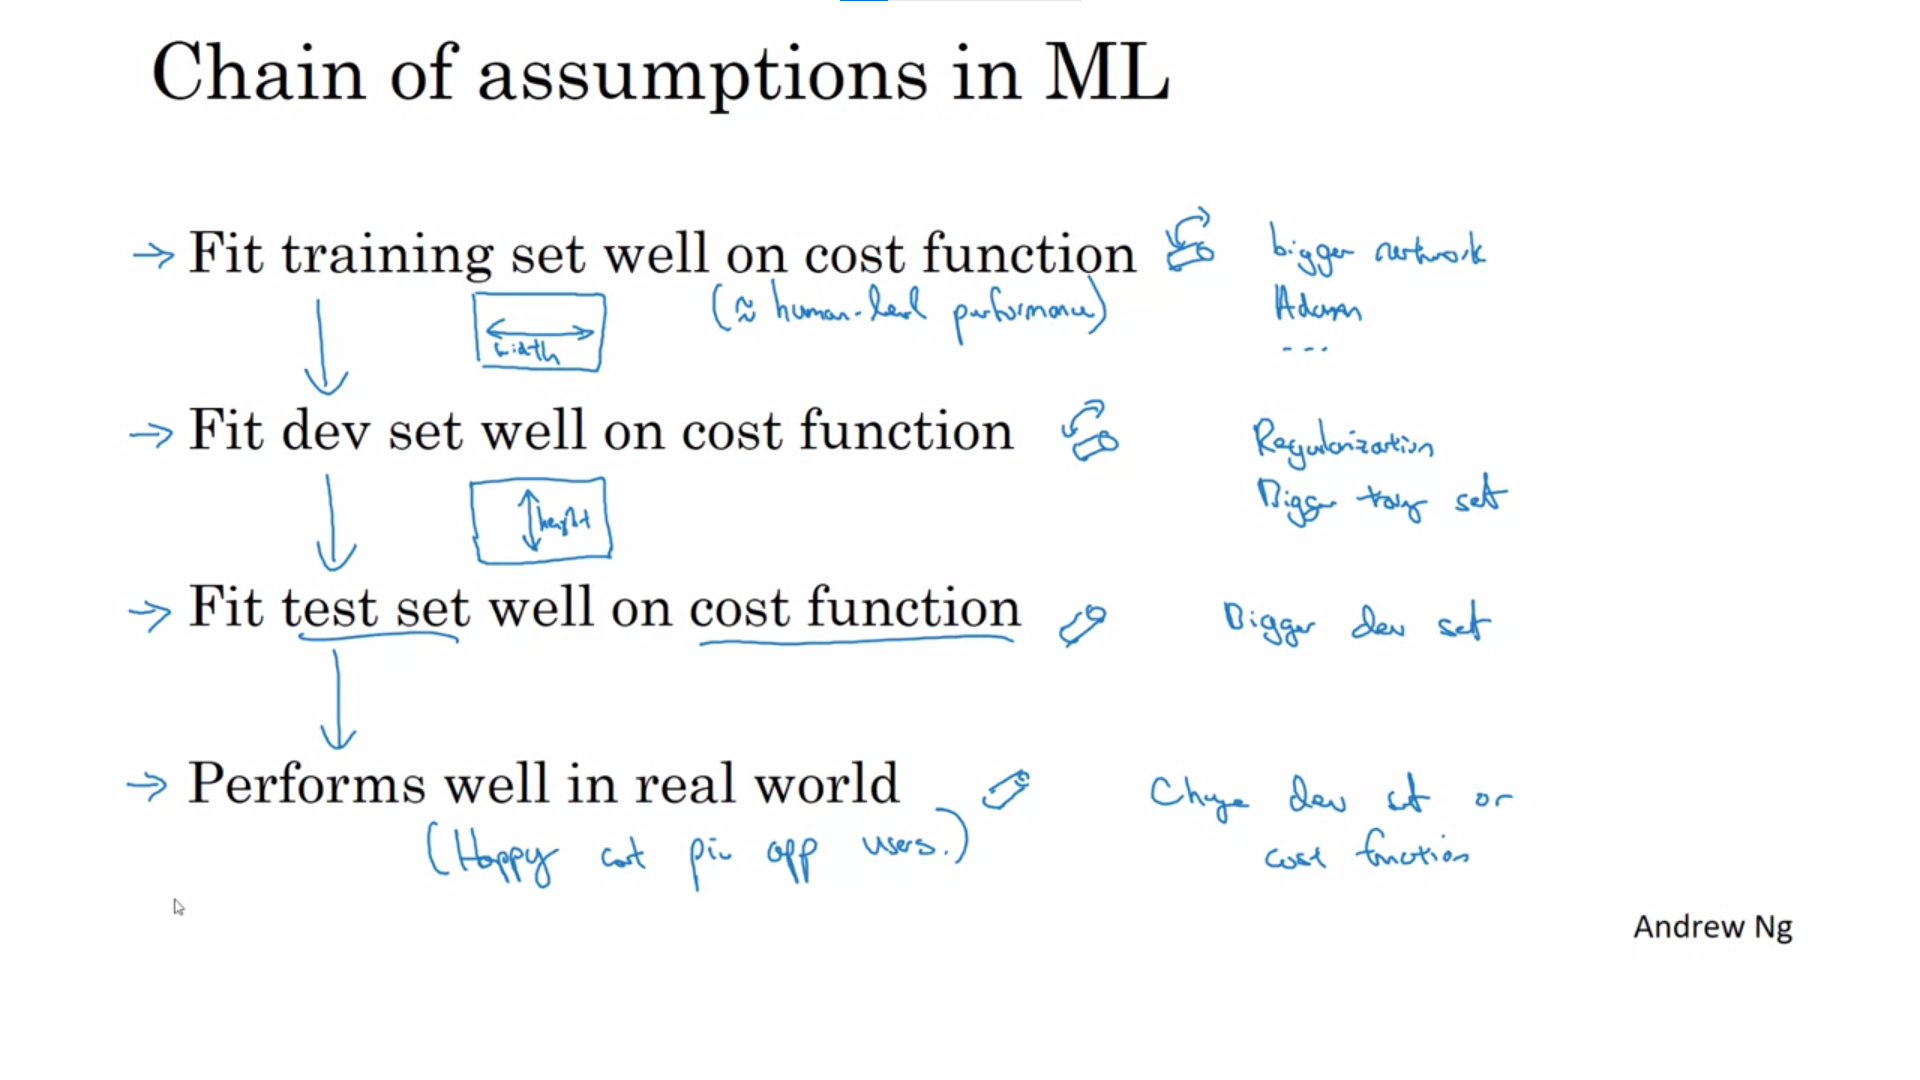 Chain of assumptions in ML
→ Fit training set well on cost function
bigger network
(≈ human-level performance)
Adam
width
...
→ Fit dev set well on cost function
Regularization
Bigger set
height
→ Fit test set well on cost function
Bigger dev set
→ Performs well in real world
Change dev set or
(Happy cat pic app users.)
cost function
Andrew Ng